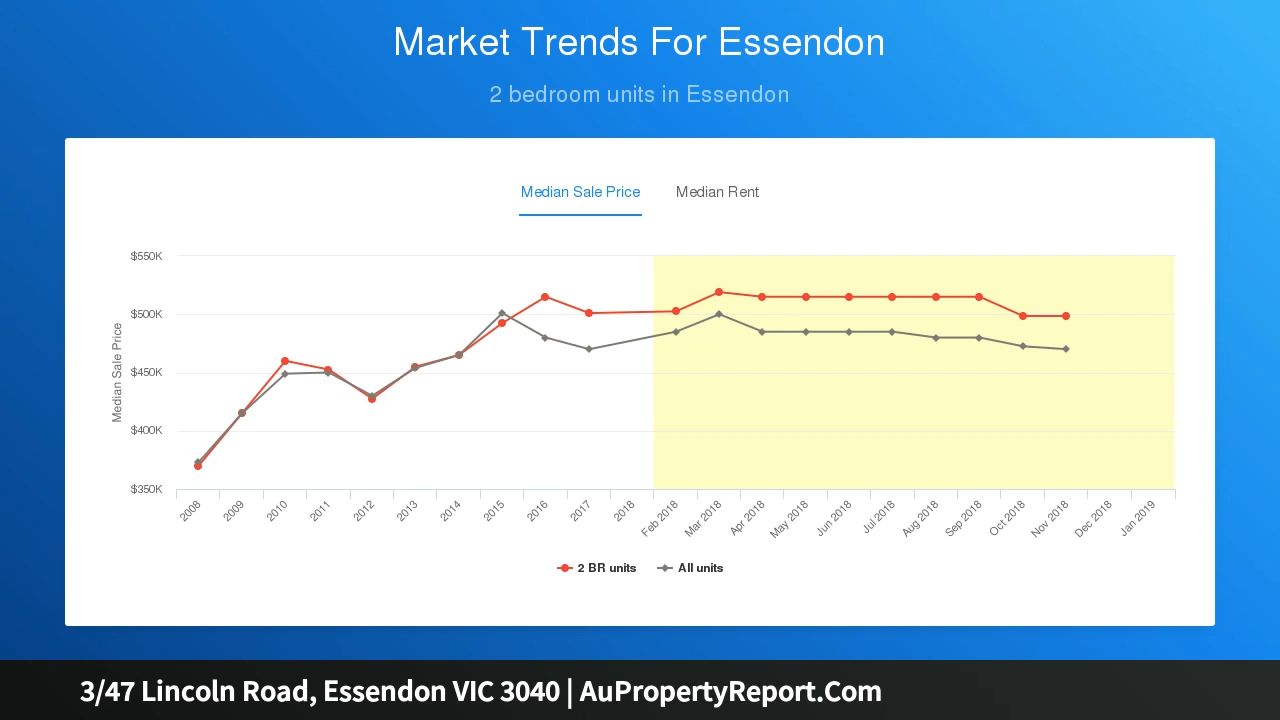 Market Trends For Essendon
2 bedroom units in Essendon
Median Sale Price Median Rent
$550K
$500K
$450K
$400K
$350K
Median Sale Price
2008 2009 2010 2011 2012 2013 2014 2015 2016 2017 2018 Feb 2018 Mar 2018 Apr 2018 May 2018 Jun 2018 Jul 2018 Aug 2018 Sep 2018 Oct 2018 Nov 2018 Dec 2018 Jan 2019
2 BR units All units
3/47 Lincoln Road, Essendon VIC 3040 | AuPropertyReport.Com